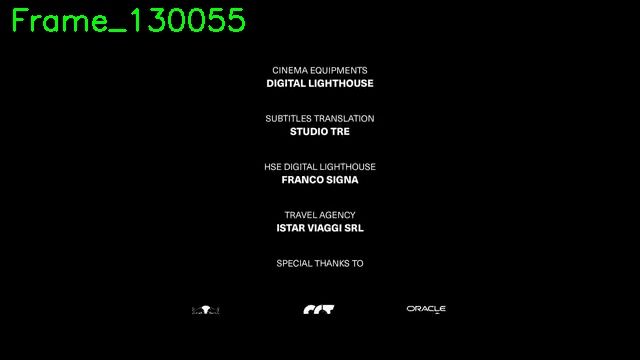 Frame_130055
CINEMA EQUIPMENTS
DIGITAL LIGHTHOUSE
SUBTITLES TRANSLATION
STUDIO TRE
HSE DIGITAL LIGHTHOUSE
FRANCO SIGNA
TRAVEL AGENCY
ISTAR VIAGGI SRL
SPECIAL THANKS TO
ORACLE